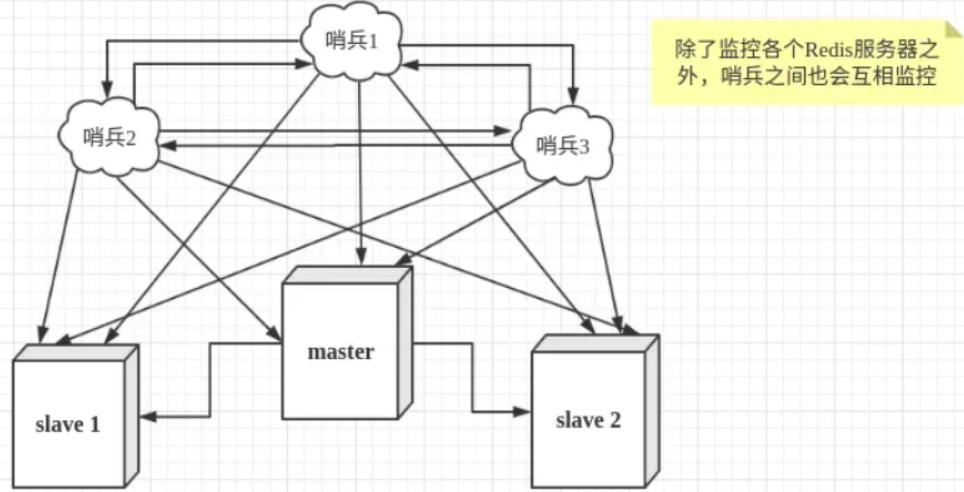 哨兵1
除了监控各个Redis服务器之
外，哨兵之间也会互相监控
哨兵2
哨兵3
master
slave 1
slave 2